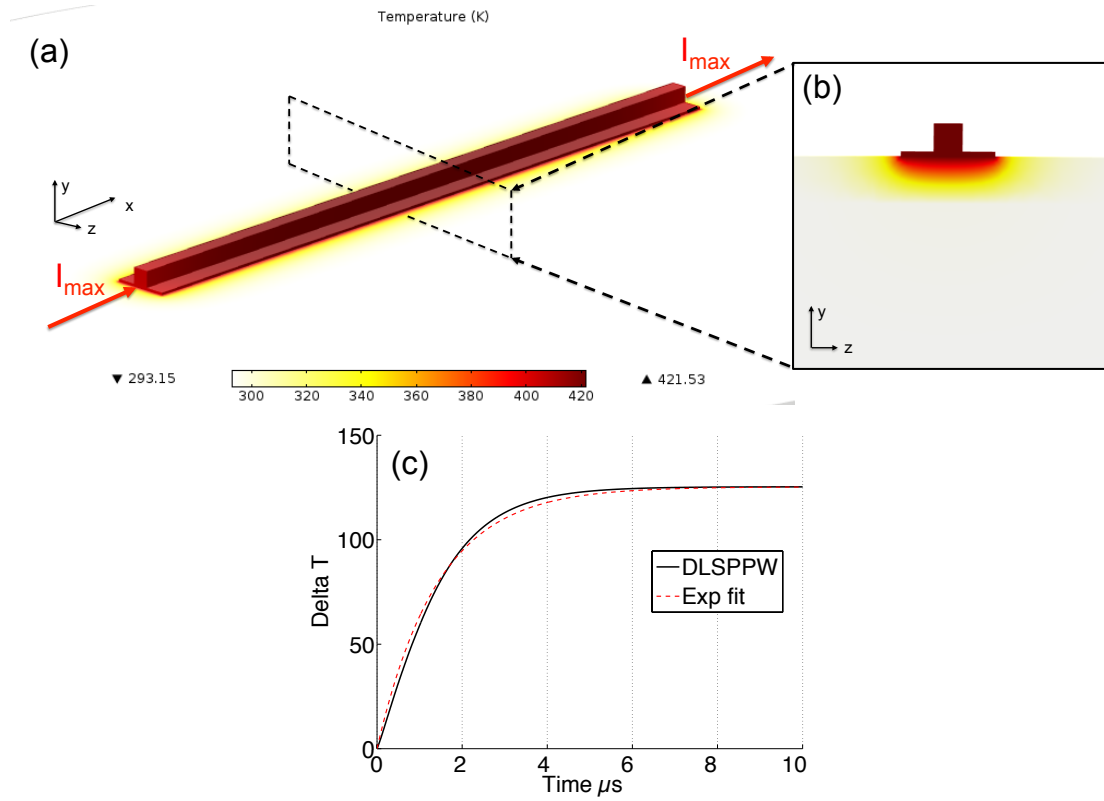 Temperature (K)
(a)
I_max
(b)
y
x
z
I_max
y
z
▼ 293.15
300 320 340 360 380 400 420
▲ 421.53
(c)
150
100
50
0
Delta T
DLSPPW
Exp fit
0 2 4 6 8 10
Time µs